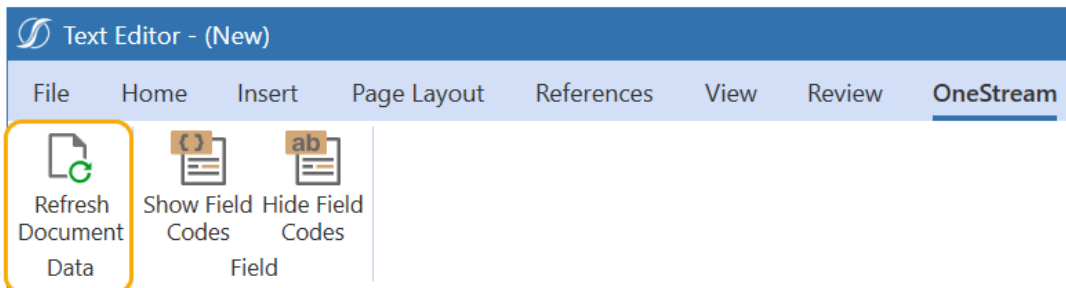 Text Editor - (New)
File Home Insert Page Layout References View Review OneStream
{ } ab
Refresh Show Field Hide Field
Document Codes Codes
Data Field